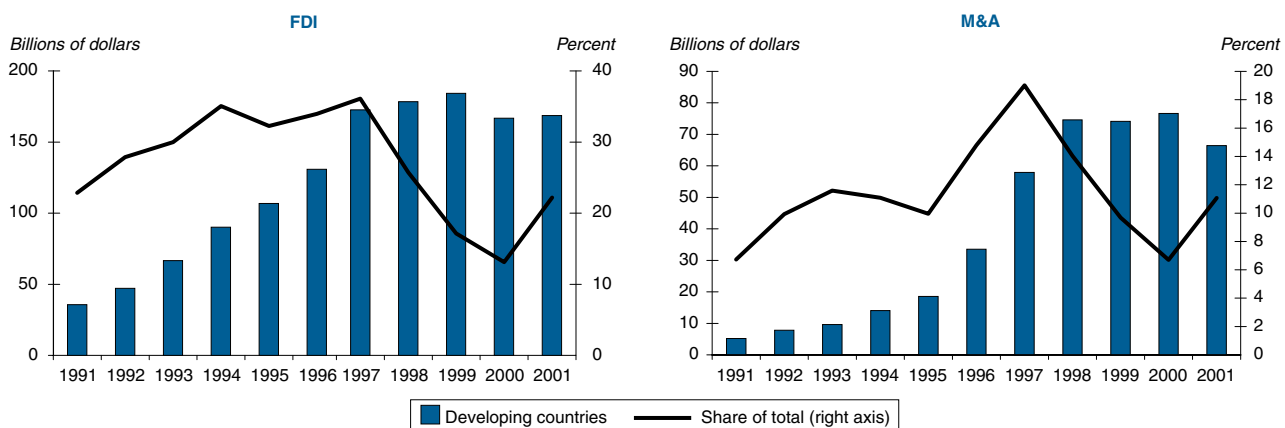 FDI
Billions of dollars Percent
200 40
150 30
100 20
50 10
0 0
1991 1992 1993 1994 1995 1996 1997 1998 1999 2000 2001
M&A
Billions of dollars Percent
90 20
80 18
70 16
60 14
50 12
40 10
30 8
20 6
10 4
0 2
0
1991 1992 1993 1994 1995 1996 1997 1998 1999 2000 2001
Developing countries Share of total (right axis)